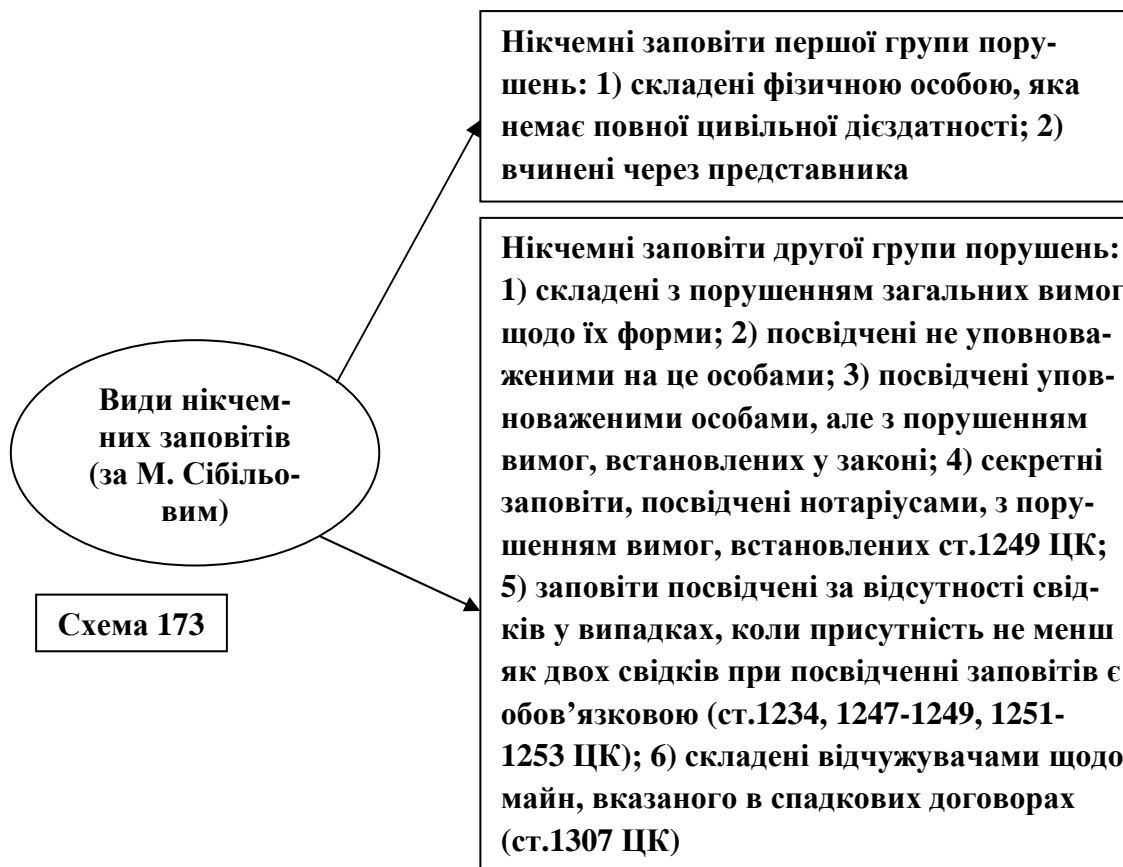 Нікчемні заповіти першої групи пору-
шень: 1) складені фізичною особою, яка
немає повної цивільної дієздатності; 2)
вчинені через представника
Види нікчем-
них заповітів
(за М. Сібільо-
вим)
Схема 173
Нікчемні заповіти другої групи порушень:
1) складені з порушенням загальних вимог
щодо їх форми; 2) посвідчені не уповнова-
женими на це особами; 3) посвідчені упов-
новаженими особами, але з порушенням
вимог, встановлених у законі; 4) секретні
заповіти, посвідчені нотаріусами, з пору-
шенням вимог, встановлених ст.1249 ЦК;
5) заповіти посвідчені за відсутності свід-
ків у випадках, коли присутність не менш
як двох свідків при посвідченні заповітів є
обов’язковою (ст.1234, 1247-1249, 1251-
1253 ЦК); 6) складені відчужувачами щодо
майн, вказаного в спадкових договорах
(ст.1307 ЦК)